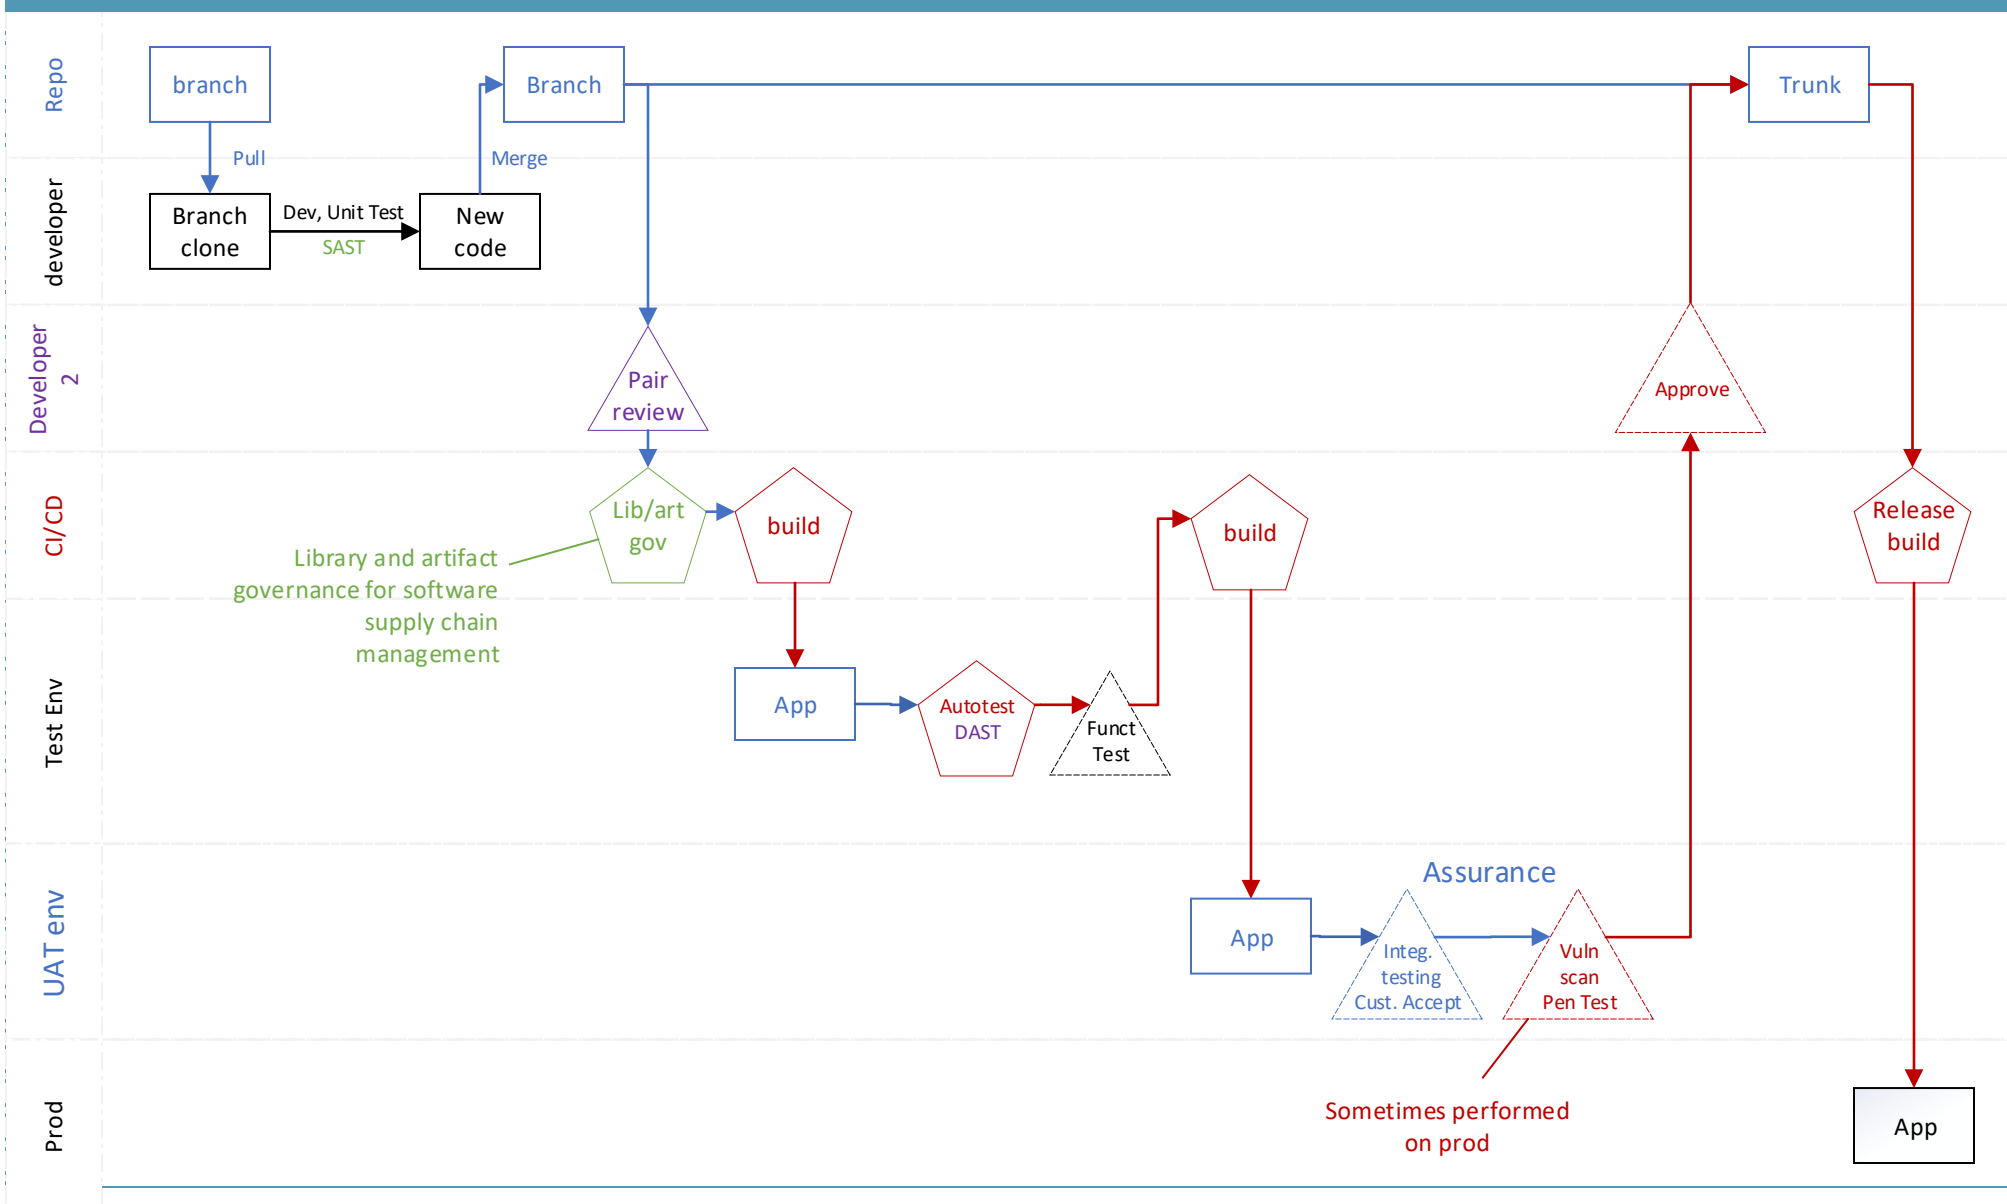 Repo
branch
Branch
Trunk
Pull
Merge
developer
Branch
clone
Dev, Unit Test
SAST
New
code
Developer
2
Pair
review
Approve
CI/CD
Lib/art
gov
build
build
Release
build
Library and artifact
governance for software
supply chain
management
Test Env
App
Autotest
DAST
Funct
Test
UAT env
Assurance
App
Integ.
testing
Cust. Accept
Vuln
scan
Pen Test
Prod
Sometimes performed
on prod
App